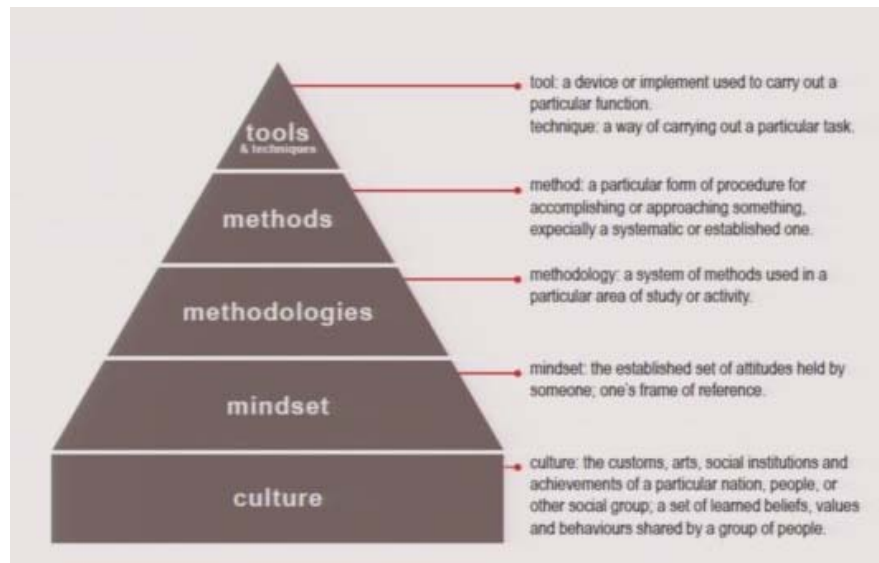 tools
& techniques
methods
methodologies
mindset
culture
tool: a device or implement used to carry out a
particular function.
technique: a way of carrying out a particular task.
method: a particular form of procedure for
accomplishing or approaching something,
expecially a systematic or established one.
methodology: a system of methods used in a
particular area of study or activity.
mindset: the established set of attitudes held by
someone; one's frame of reference.
culture: the customs, arts, social institutions and
achievements of a particular nation, people, or
other social group; a set of learned beliefs, values
and behaviours shared by a group of people.